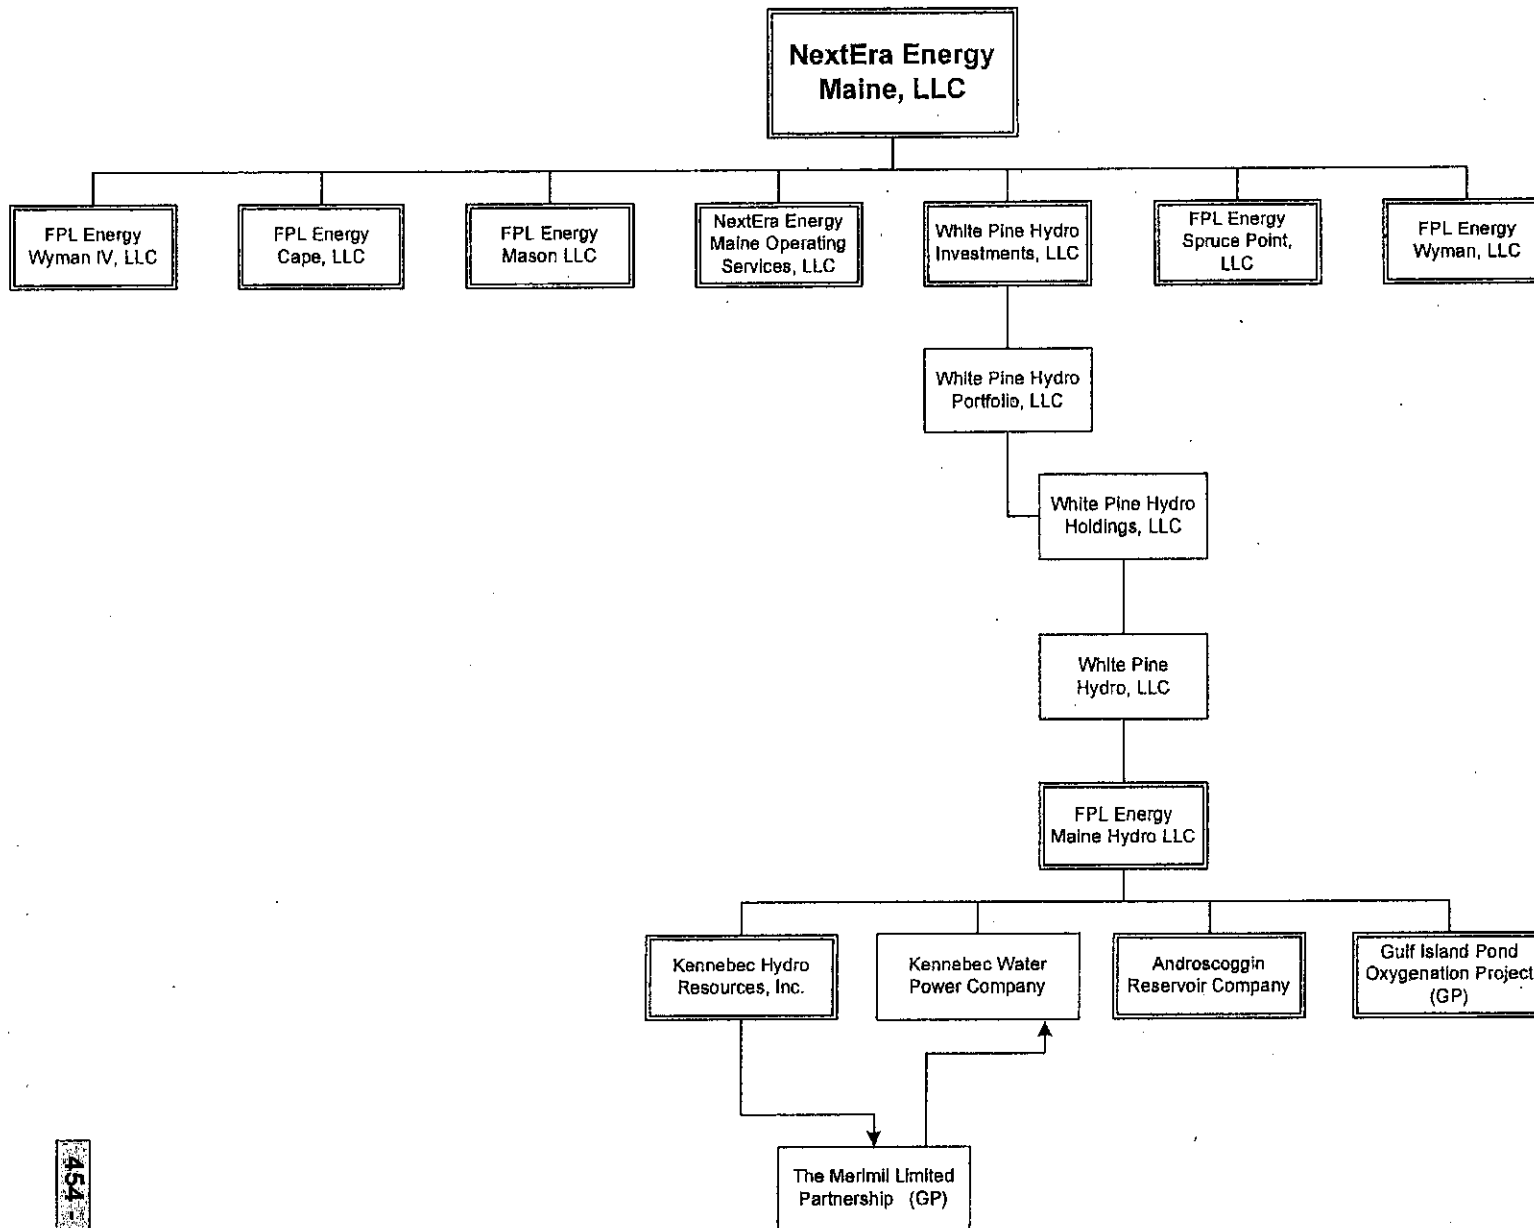 NextEra Energy
Maine, LLC
FPL Energy
Wyman IV, LLC
FPL Energy
Cape, LLC
FPL Energy
Mason LLC
NextEra Energy
Maine Operating
Services, LLC
White Pine Hydro
Investments, LLC
FPL Energy
Spruce Point,
LLC
FPL Energy
Wyman, LLC
White Pine Hydro
Portfolio, LLC
White Pine Hydro
Holdings, LLC
White Pine
Hydro, LLC
FPL Energy
Maine Hydro LLC
Kennebec Hydro
Resources, Inc.
Kennebec Water
Power Company
Androscoggin
Reservoir Company
Gulf Island Pond
Oxygenation Project
(GP)
The Merimil Limited
Partnership (GP)
454 -